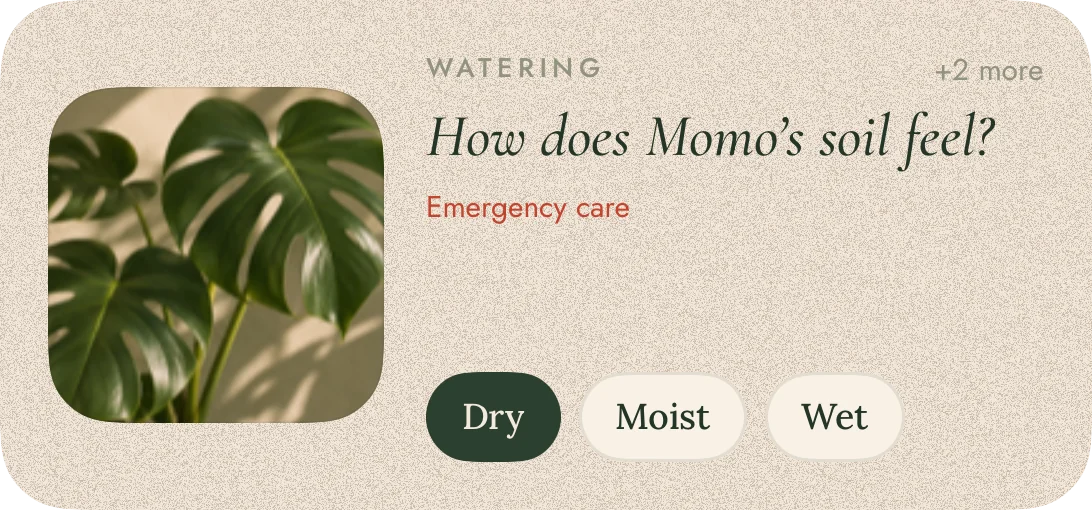 WATERING
+2 more
How does Momo’s soil feel?
Emergency care
Dry
Moist
Wet